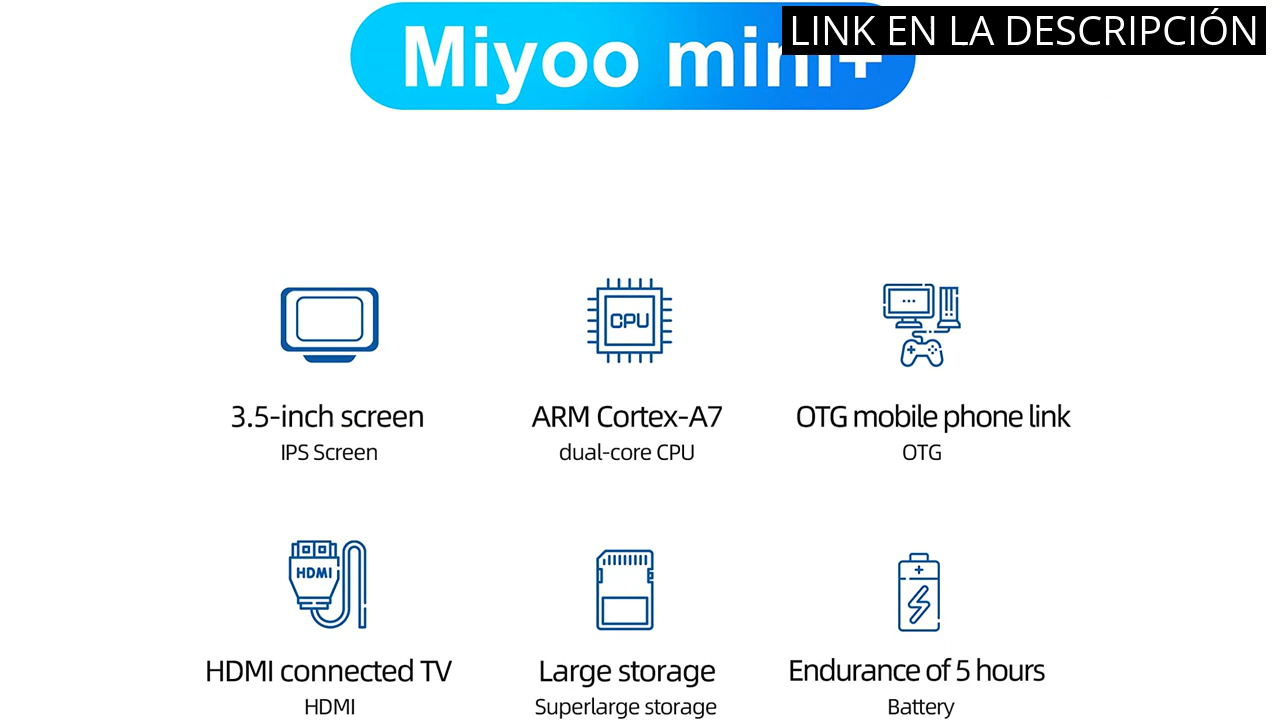 LINK EN LA DESCRIPCIÓN
Miyoo mini+
CPU
3.5-inch screen
ARM Cortex-A7
OTG mobile phone link
IPS Screen
dual-core CPU
OTG
HDMI
HDMI connected TV
Large storage
Endurance of 5 hours
HDMI
Superlarge storage
Battery